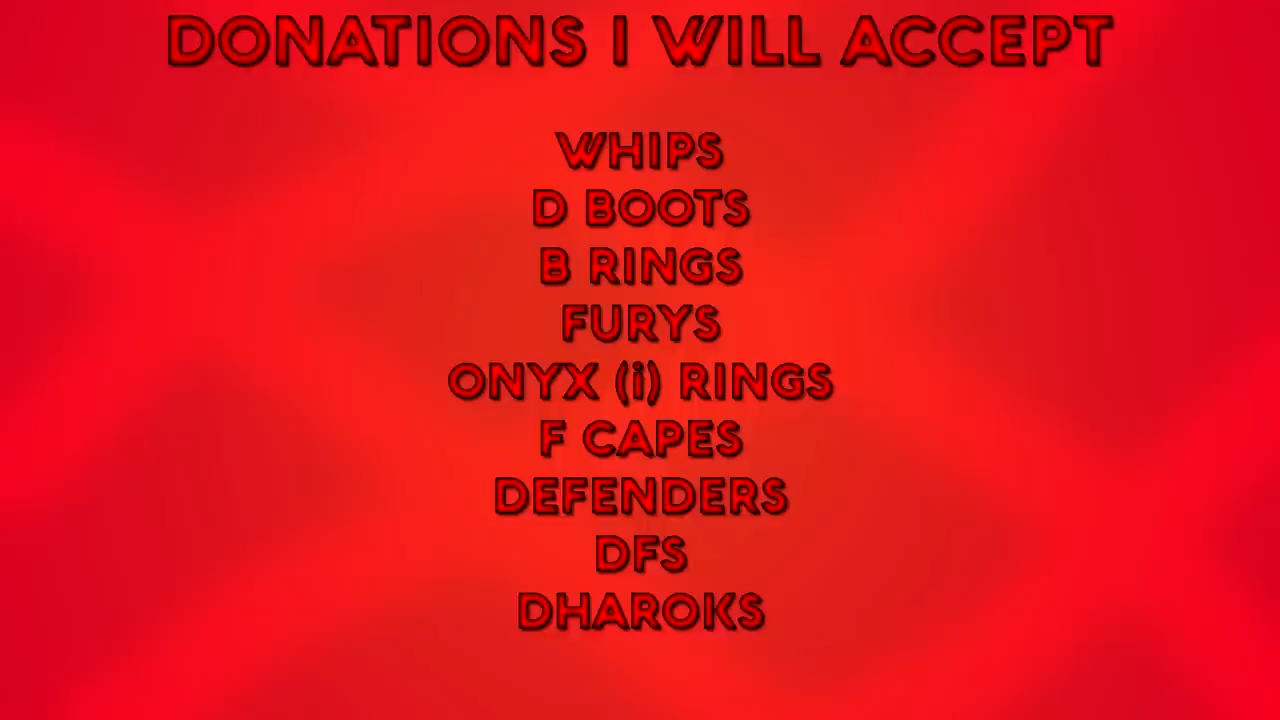 DONATIONS I WILL ACCEPT
WHIPS
D BOOTS
B RINGS
FURYS
ONYX (i) RINGS
F CAPES
DEFENDERS
DFS
DHAROKS